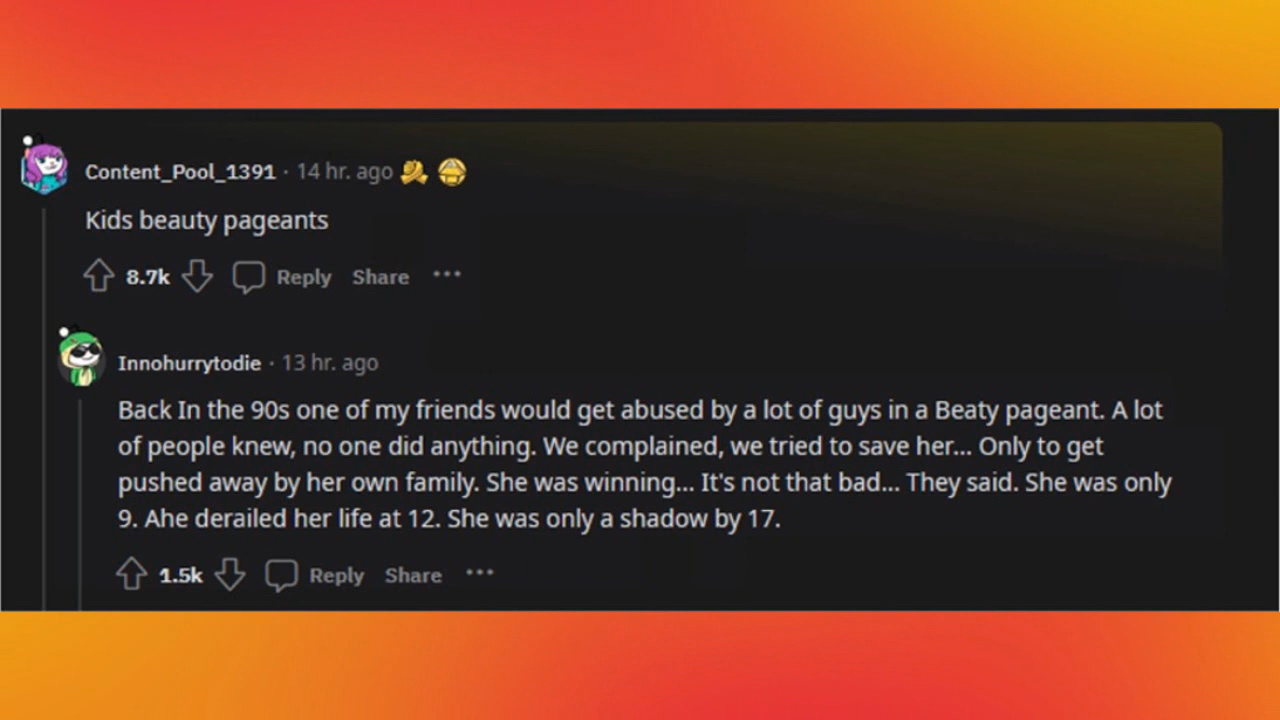 Content_Pool_1391 · 14 hr. ago
Kids beauty pageants
8.7k Reply Share ...
Innohurrytodie · 13 hr. ago
Back In the 90s one of my friends would get abused by a lot of guys in a Beaty pageant. A lot
of people knew, no one did anything. We complained, we tried to save her... Only to get
pushed away by her own family. She was winning... It's not that bad... They said. She was only
9. Ahe derailed her life at 12. She was only a shadow by 17.
1.5k Reply Share ...